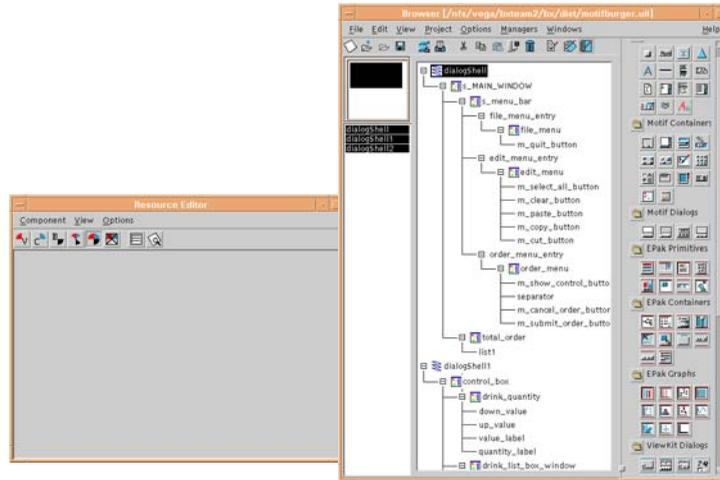 Browser [/nfs/vega/bxteam2/bx/dist/motifburger.uil]
File Edit View Project Options Managers Windows Help
dialogShell
dialogShell1
dialogShell2
dialogShell
s_MAIN_WINDOW
s_menu_bar
file_menu_entry
file_menu
m_quit_button
edit_menu_entry
edit_menu
m_select_all_button
m_clear_button
m_paste_button
m_copy_button
m_cut_button
order_menu_entry
order_menu
m_show_control_butto
separator
m_cancel_order_button
m_submit_order_butto
total_order
list1
dialogShell1
control_box
drink_quantity
down_value
up_value
value_label
quantity_label
drink_list_box_window
Motif Containers
Motif Dialogs
EPak Primitives
EPak Containers
EPak Graphs
ViewKit Dialogs
Resource Editor
Component View Options